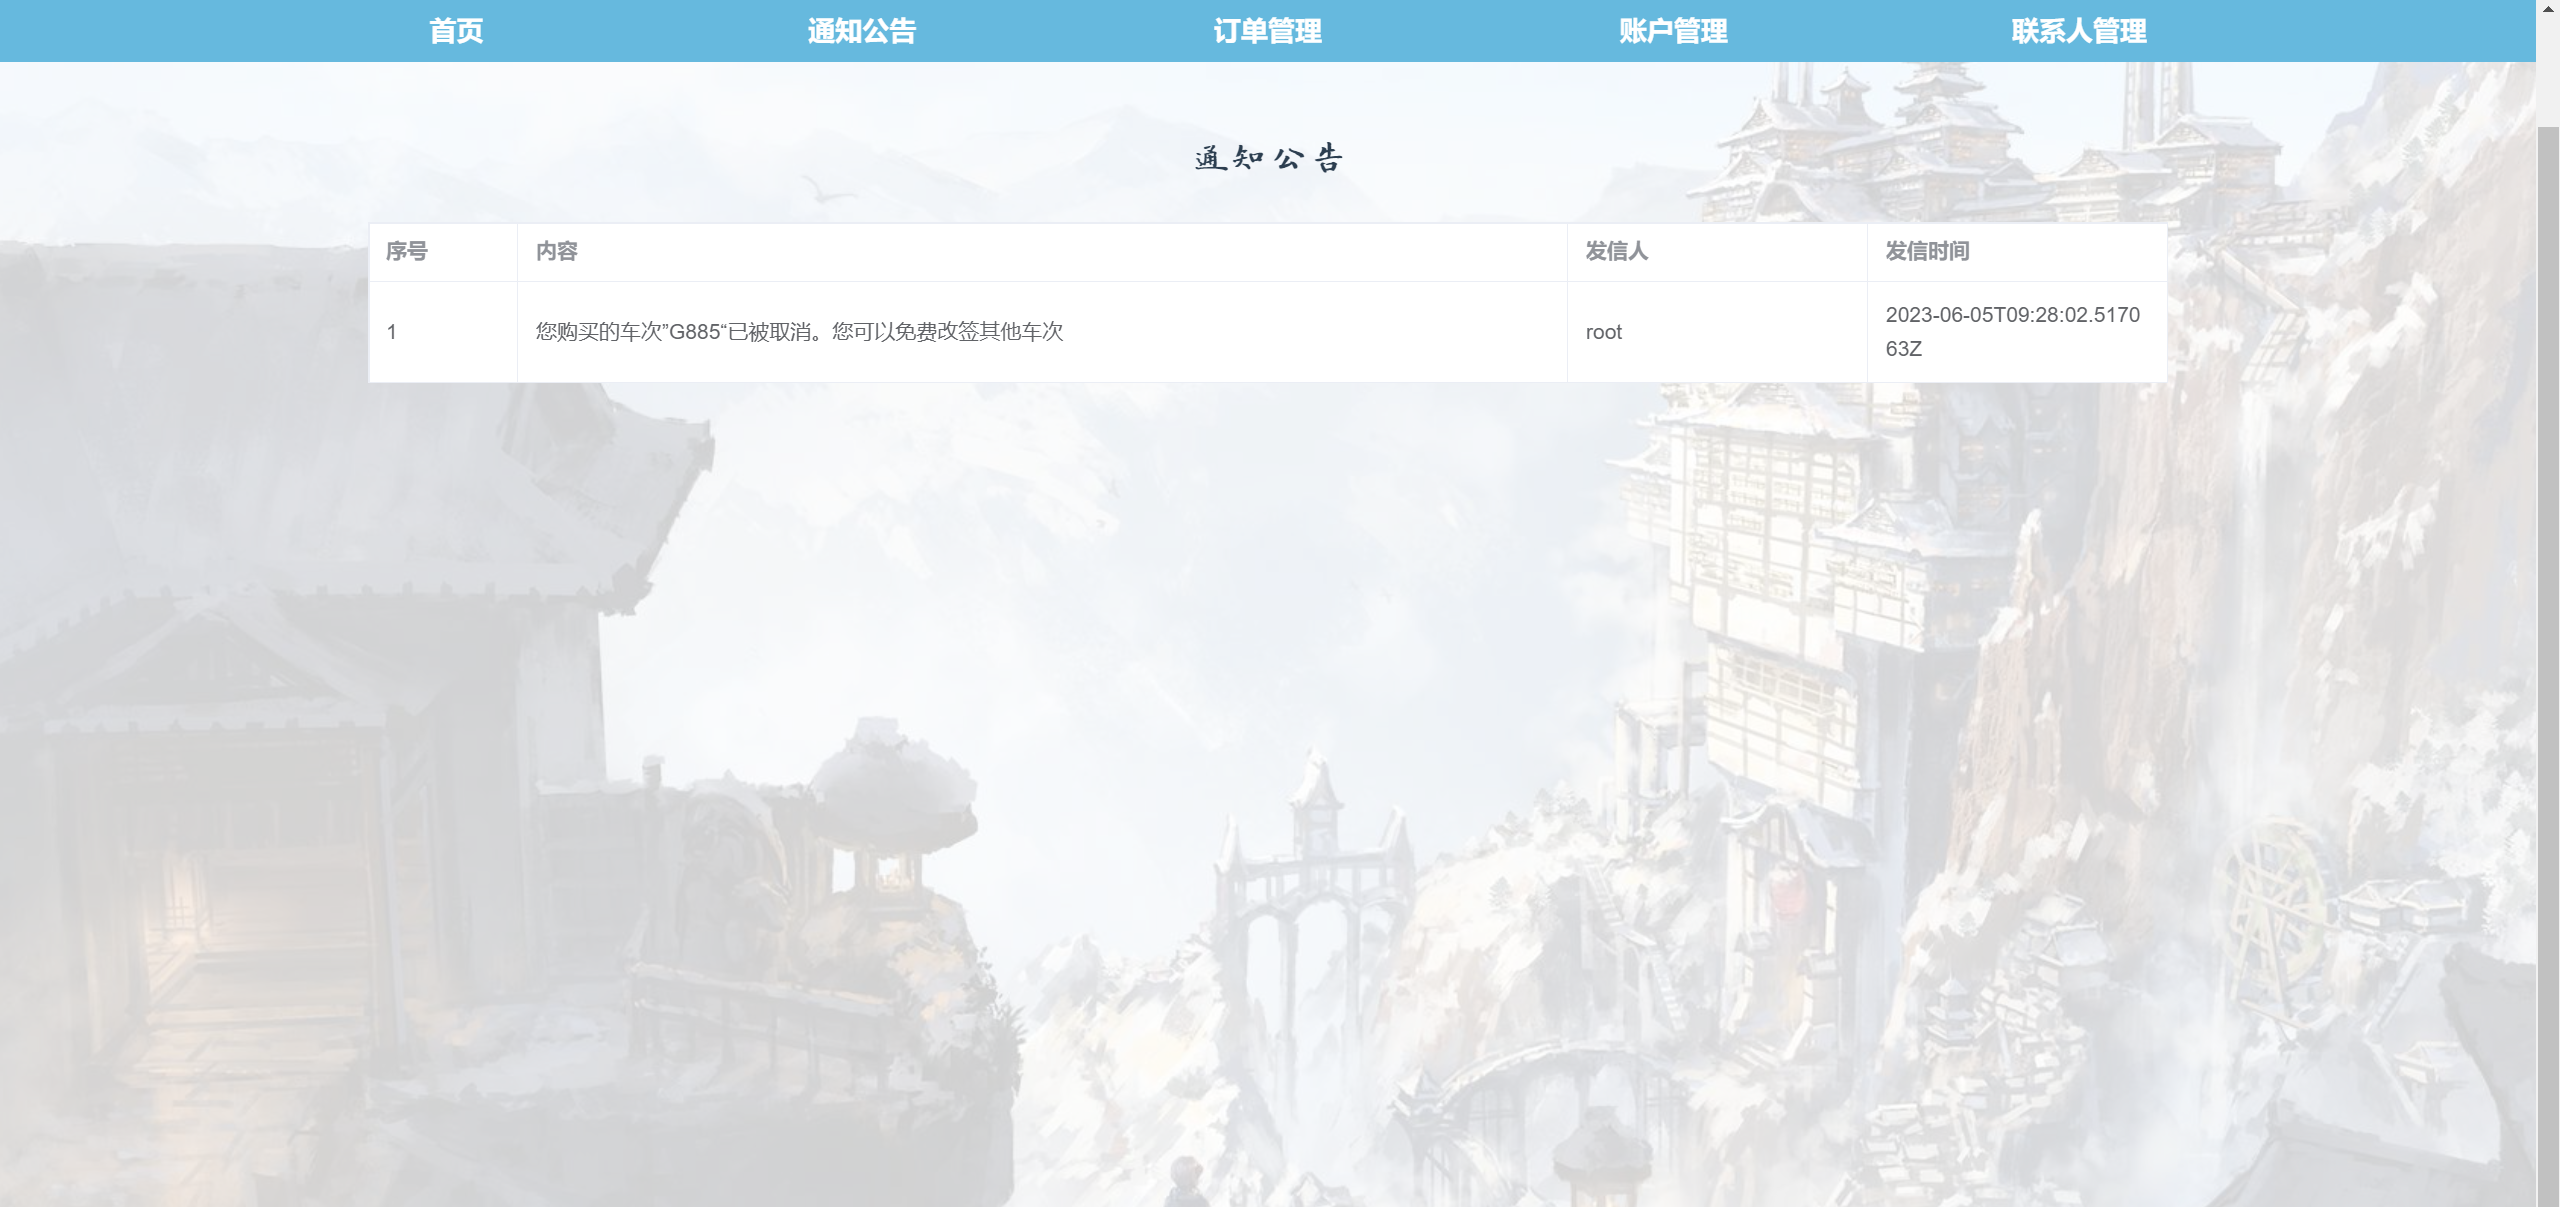 首页 通知公告 订单管理 账户管理 联系人管理
通知公告
序号 内容 发信人 发信时间
1 您购买的车次”G885“已被取消。您可以免费改签其他车次 root 2023-06-05T09:28:02.5170
63Z